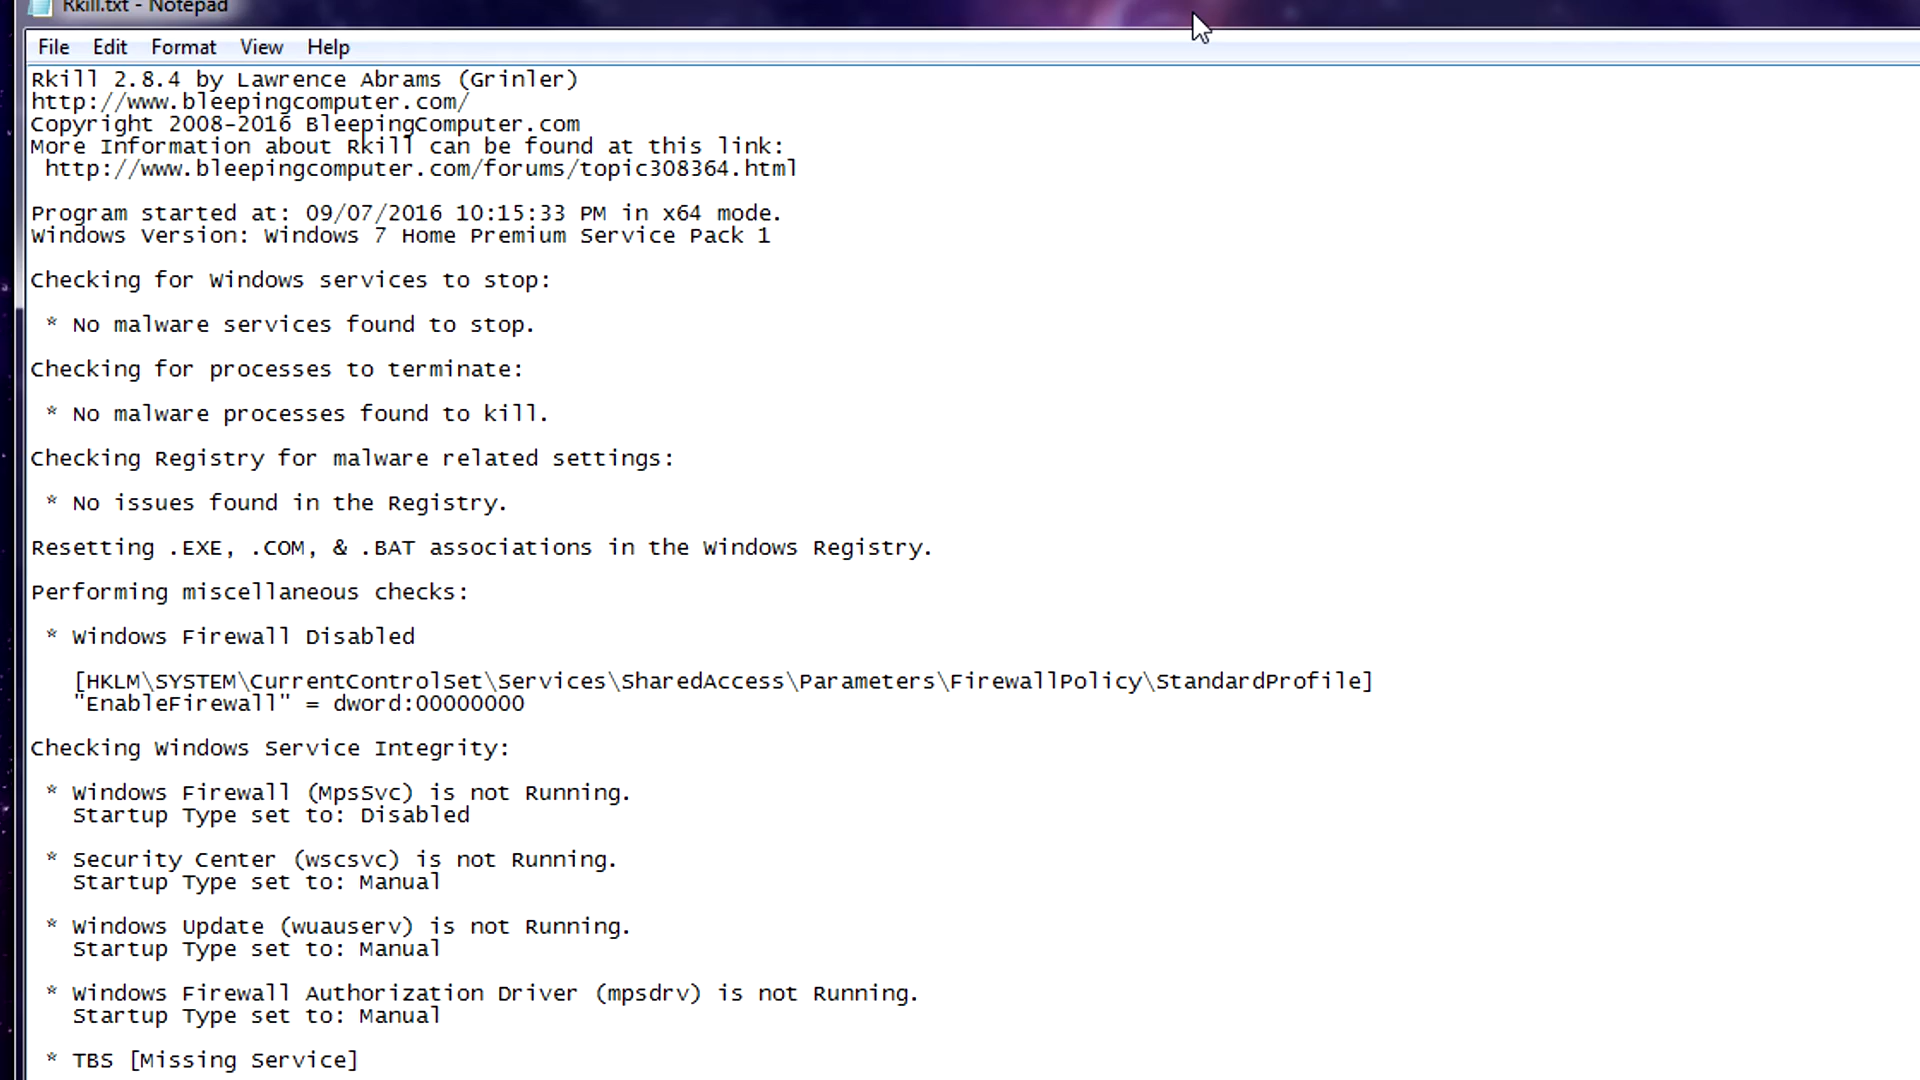 Rkill.txt - Notepad
File Edit Format View Help
Rkill 2.8.4 by Lawrence Abrams (Grinler)
http://www.bleepingcomputer.com/
Copyright 2008-2016 BleepingComputer.com
More Information about Rkill can be found at this link:
http://www.bleepingcomputer.com/forums/topic308364.html
Program started at: 09/07/2016 10:15:33 PM in x64 mode.
Windows Version: Windows 7 Home Premium Service Pack 1
Checking for Windows services to stop:
* No malware services found to stop.
Checking for processes to terminate:
* No malware processes found to kill.
Checking Registry for malware related settings:
* No issues found in the Registry.
Resetting .EXE, .COM, & .BAT associations in the Windows Registry.
Performing miscellaneous checks:
* Windows Firewall Disabled
[HKLM\SYSTEM\CurrentControlSet\Services\SharedAccess\Parameters\FirewallPolicy\StandardProfile]
"EnableFirewall" = dword:00000000
Checking Windows Service Integrity:
* Windows Firewall (MpsSvc) is not Running.
Startup Type set to: Disabled
* Security Center (wscsvc) is not Running.
Startup Type set to: Manual
* Windows Update (wuauserv) is not Running.
Startup Type set to: Manual
* Windows Firewall Authorization Driver (mpsdrv) is not Running.
Startup Type set to: Manual
* TBS [Missing Service]